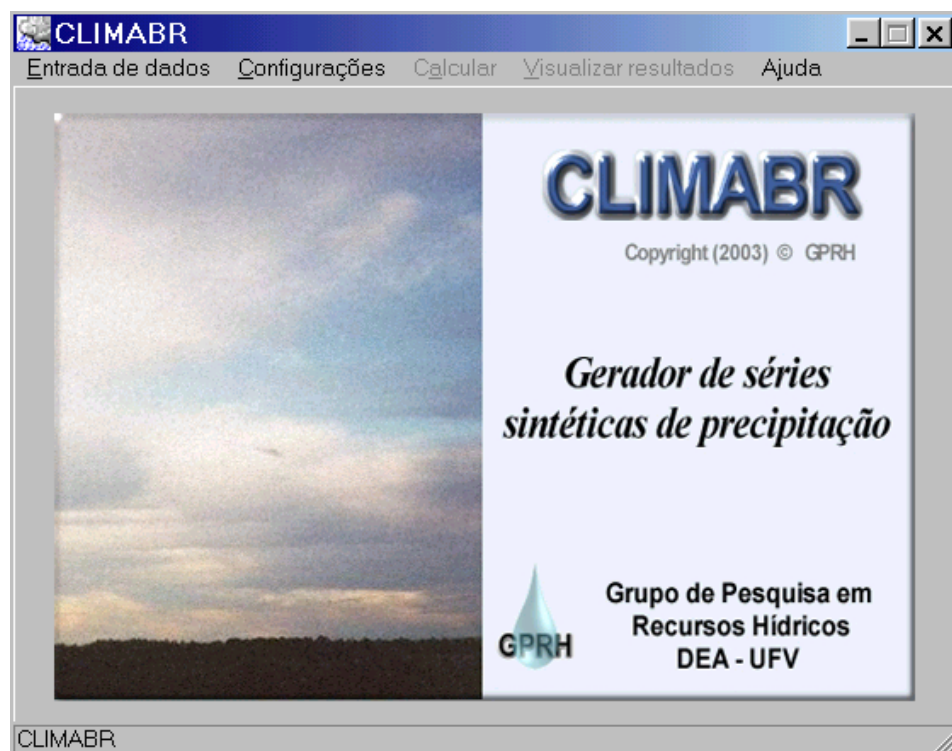 CLIMABR
Entrada de dados Configurações Calcular Visualizar resultados Ajuda
CLIMABR
Copyright (2003) © GPRH
Gerador de séries
sintéticas de precipitação
GPRH
Grupo de Pesquisa em
Recursos Hídricos
DEA - UFV
CLIMABR